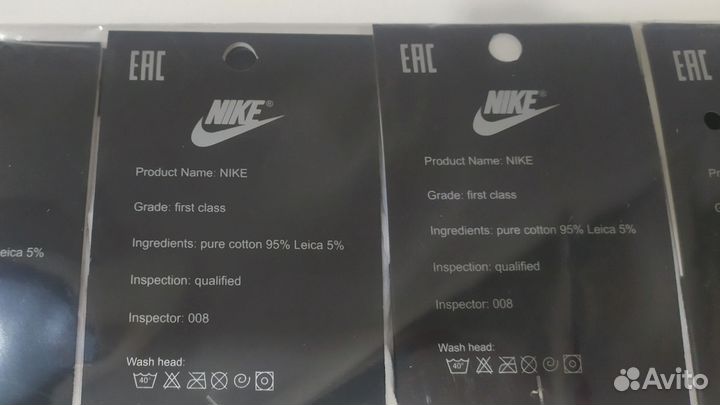 EAC
NIKE®
Product Name: NIKE
Grade: first class
Ingredients: pure cotton 95% Leica 5%
Inspection: qualified
Inspector: 008
Wash head:
40°
EAC
NIKE®
Product Name: NIKE
Grade: first class
Ingredients: pure cotton 95% Leica 5%
Inspection: qualified
Inspector: 008
Wash head:
40°
eica 5%
EAC
Avito